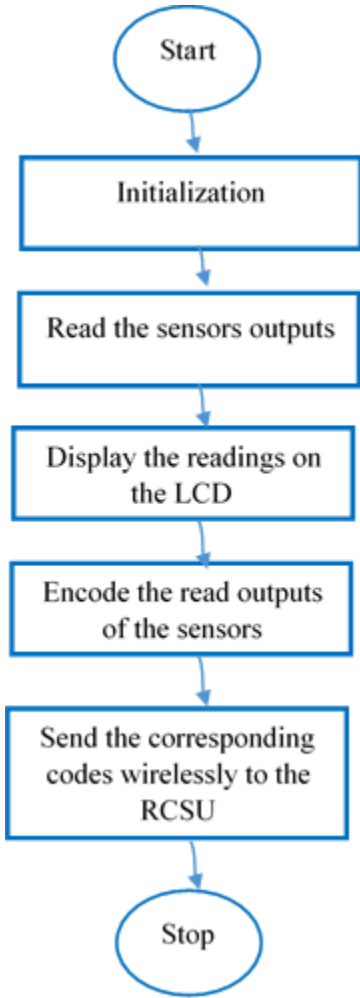 Start
Initialization
Read the sensors outputs
Display the readings on
the LCD
Encode the read outputs
of the sensors
Send the corresponding
codes wirelessly to the
RCSU
Stop